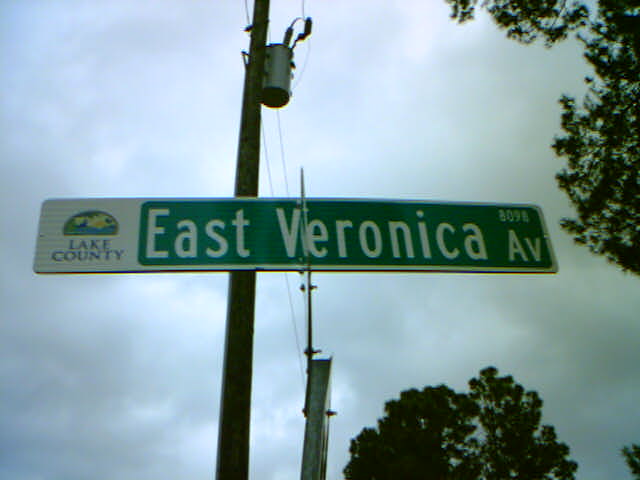 LAKE
COUNTY
East Veronica Av
8098